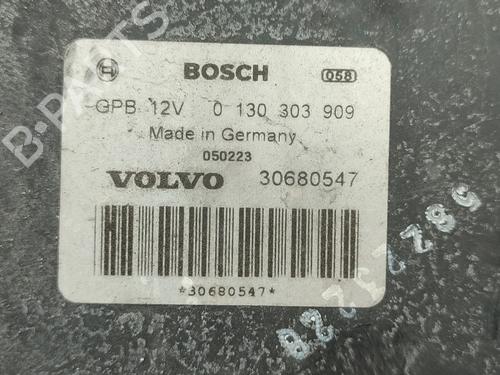 BOSCH 058
GPB 12V 0 130 303 909
Made in Germany
050223
VOLVO 30680547
*30680547*
B-PARTS